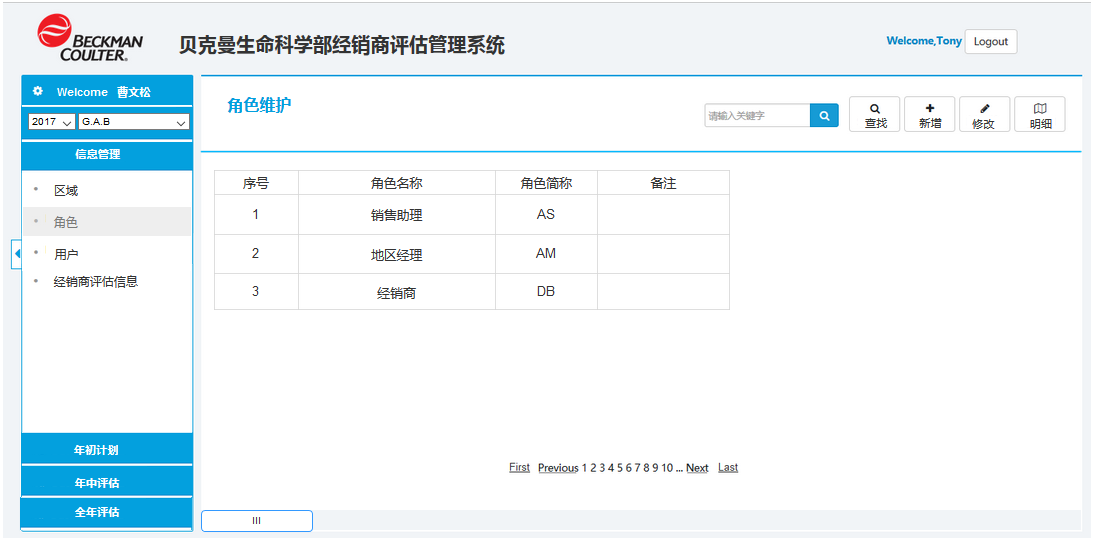 BECKMAN
COULTER®
贝克曼生命科学部经销商评估管理系统
Welcome,Tony
Logout
Welcome 曹文松
2017
G.A.B
信息管理
区域
角色
用户
经销商评估信息
年初计划
年中评估
全年评估
角色维护
请输入关键字
查找
新增
修改
明细
序号 角色名称 角色简称 备注
1 销售助理 AS
2 地区经理 AM
3 经销商 DB
First Previous 1 2 3 4 5 6 7 8 9 10 ... Next Last
III